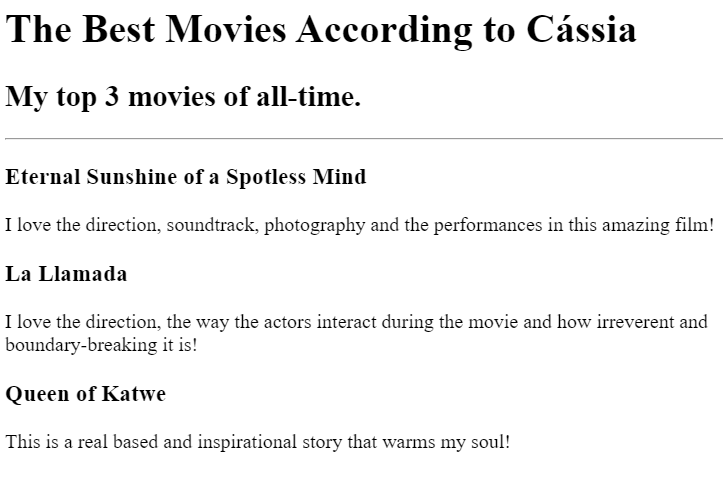 The Best Movies According to Cássia
My top 3 movies of all-time.
Eternal Sunshine of a Spotless Mind
I love the direction, soundtrack, photography and the performances in this amazing film!
La Llamada
I love the direction, the way the actors interact during the movie and how irreverent and
boundary-breaking it is!
Queen of Katwe
This is a real based and inspirational story that warms my soul!